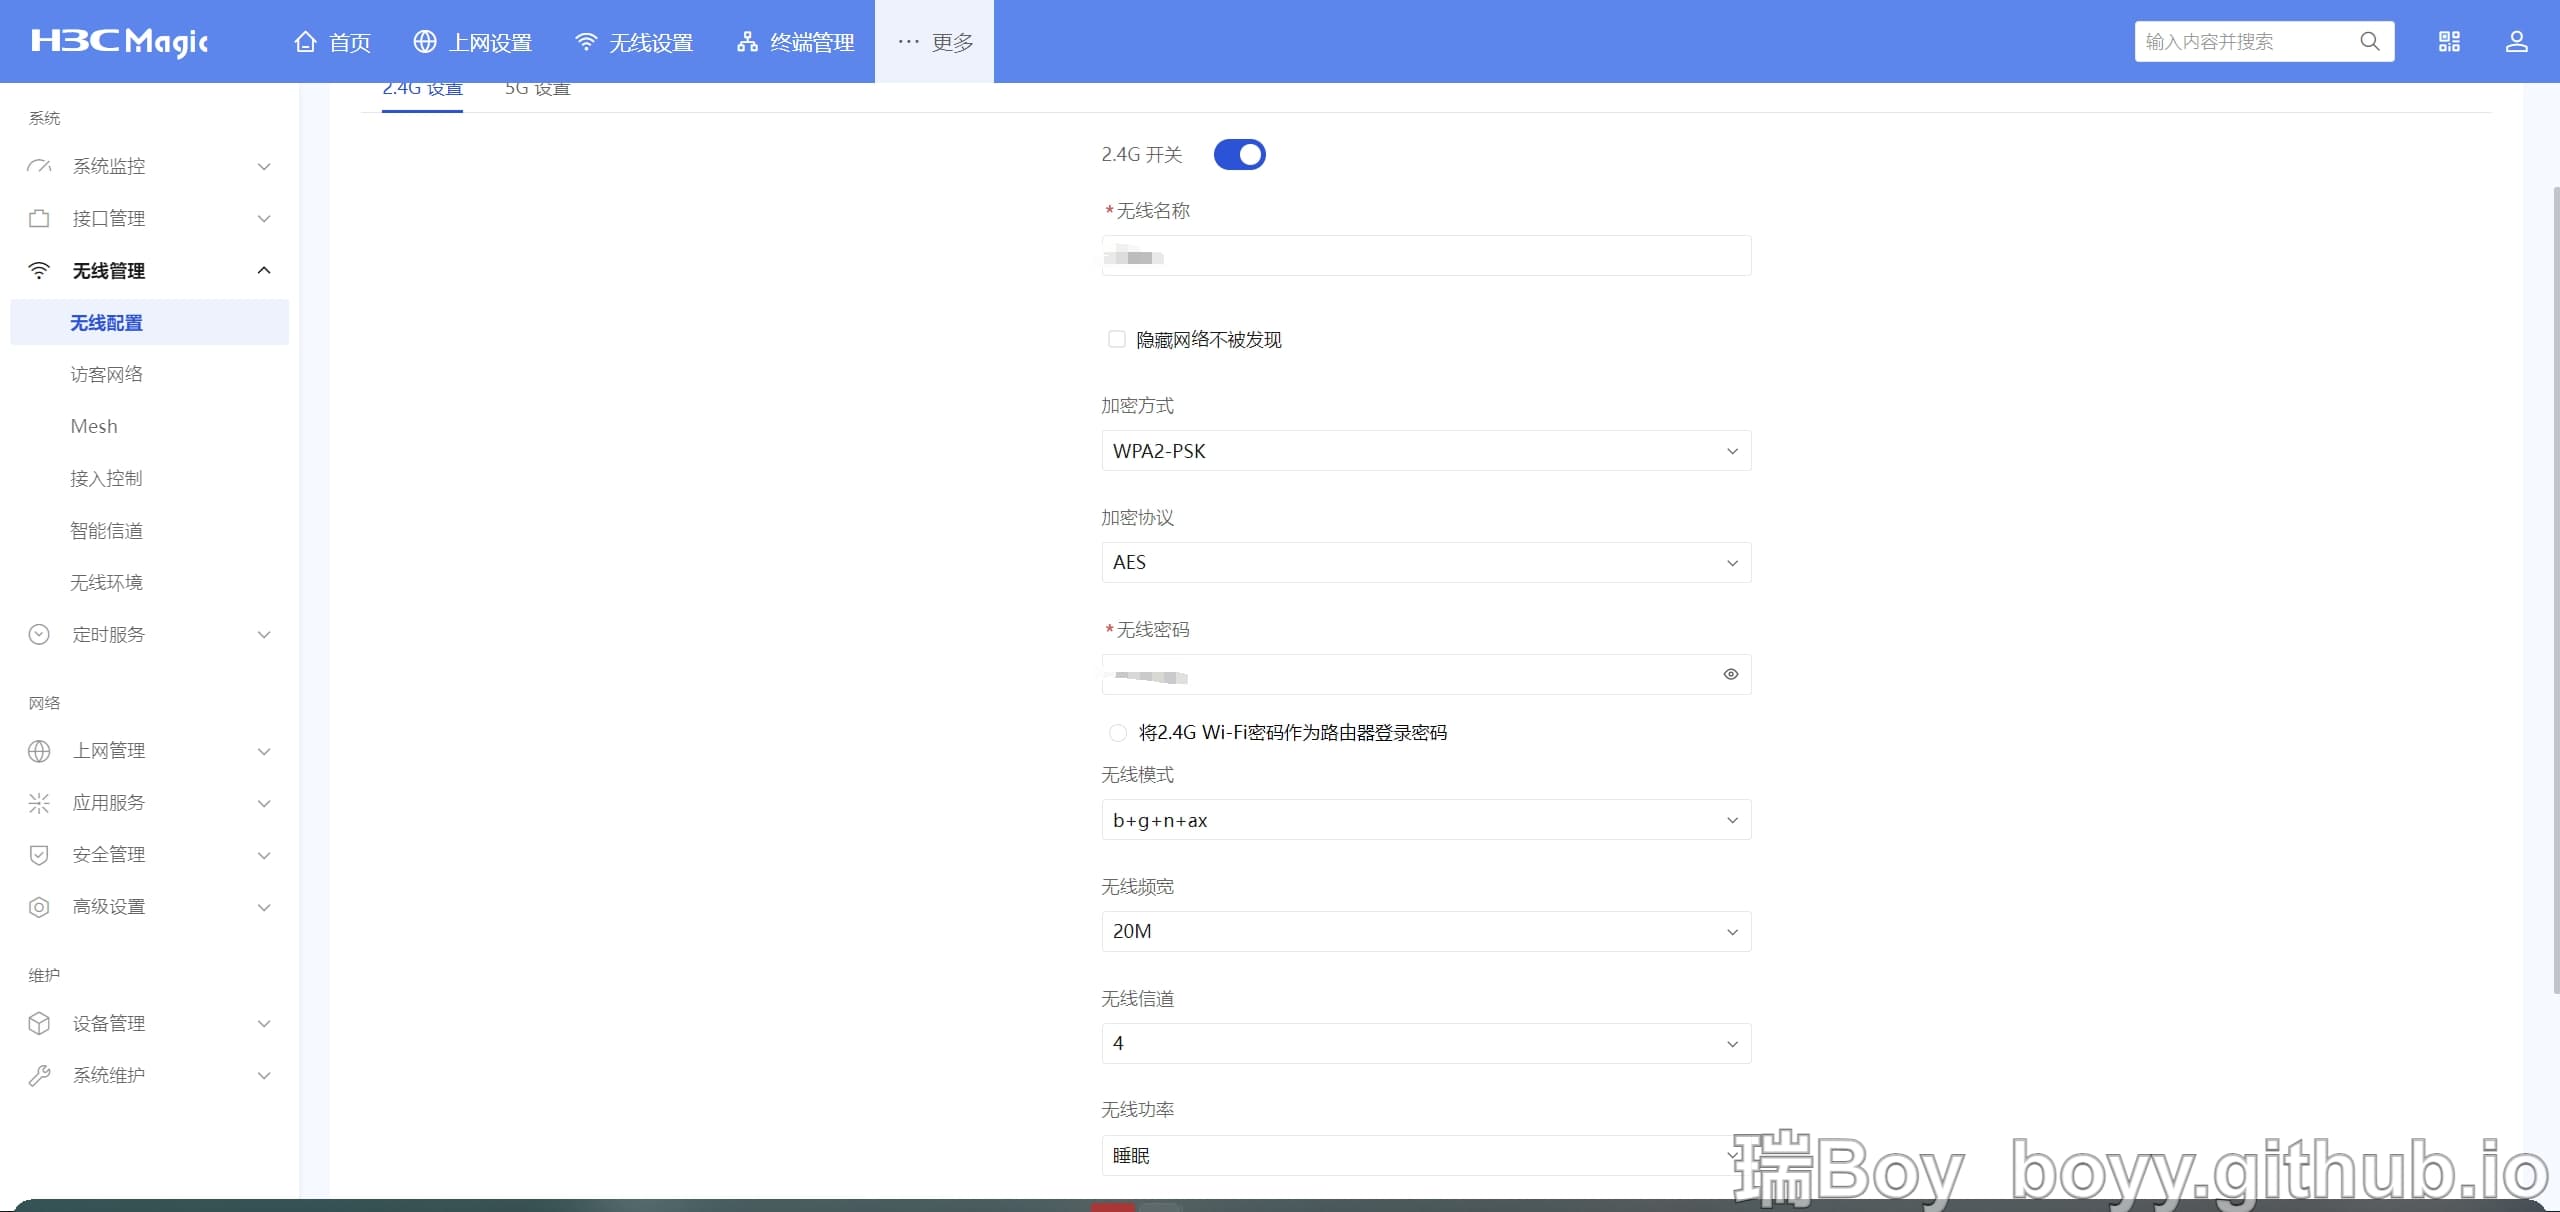 H3C Magic
首页
上网设置
无线设置
终端管理
··· 更多
输入内容并搜索
2.4G 设置
5G 设置
系统
系统监控
接口管理
无线管理
无线配置
访客网络
Mesh
接入控制
智能信道
无线环境
定时服务
网络
上网管理
应用服务
安全管理
高级设置
维护
设备管理
系统维护
2.4G 开关
*无线名称
隐藏网络不被发现
加密方式
WPA2-PSK
加密协议
AES
*无线密码
将2.4G Wi-Fi密码作为路由器登录密码
无线模式
b+g+n+ax
无线频宽
20M
无线信道
4
无线功率
睡眠
瑞Boy boyy.github.io